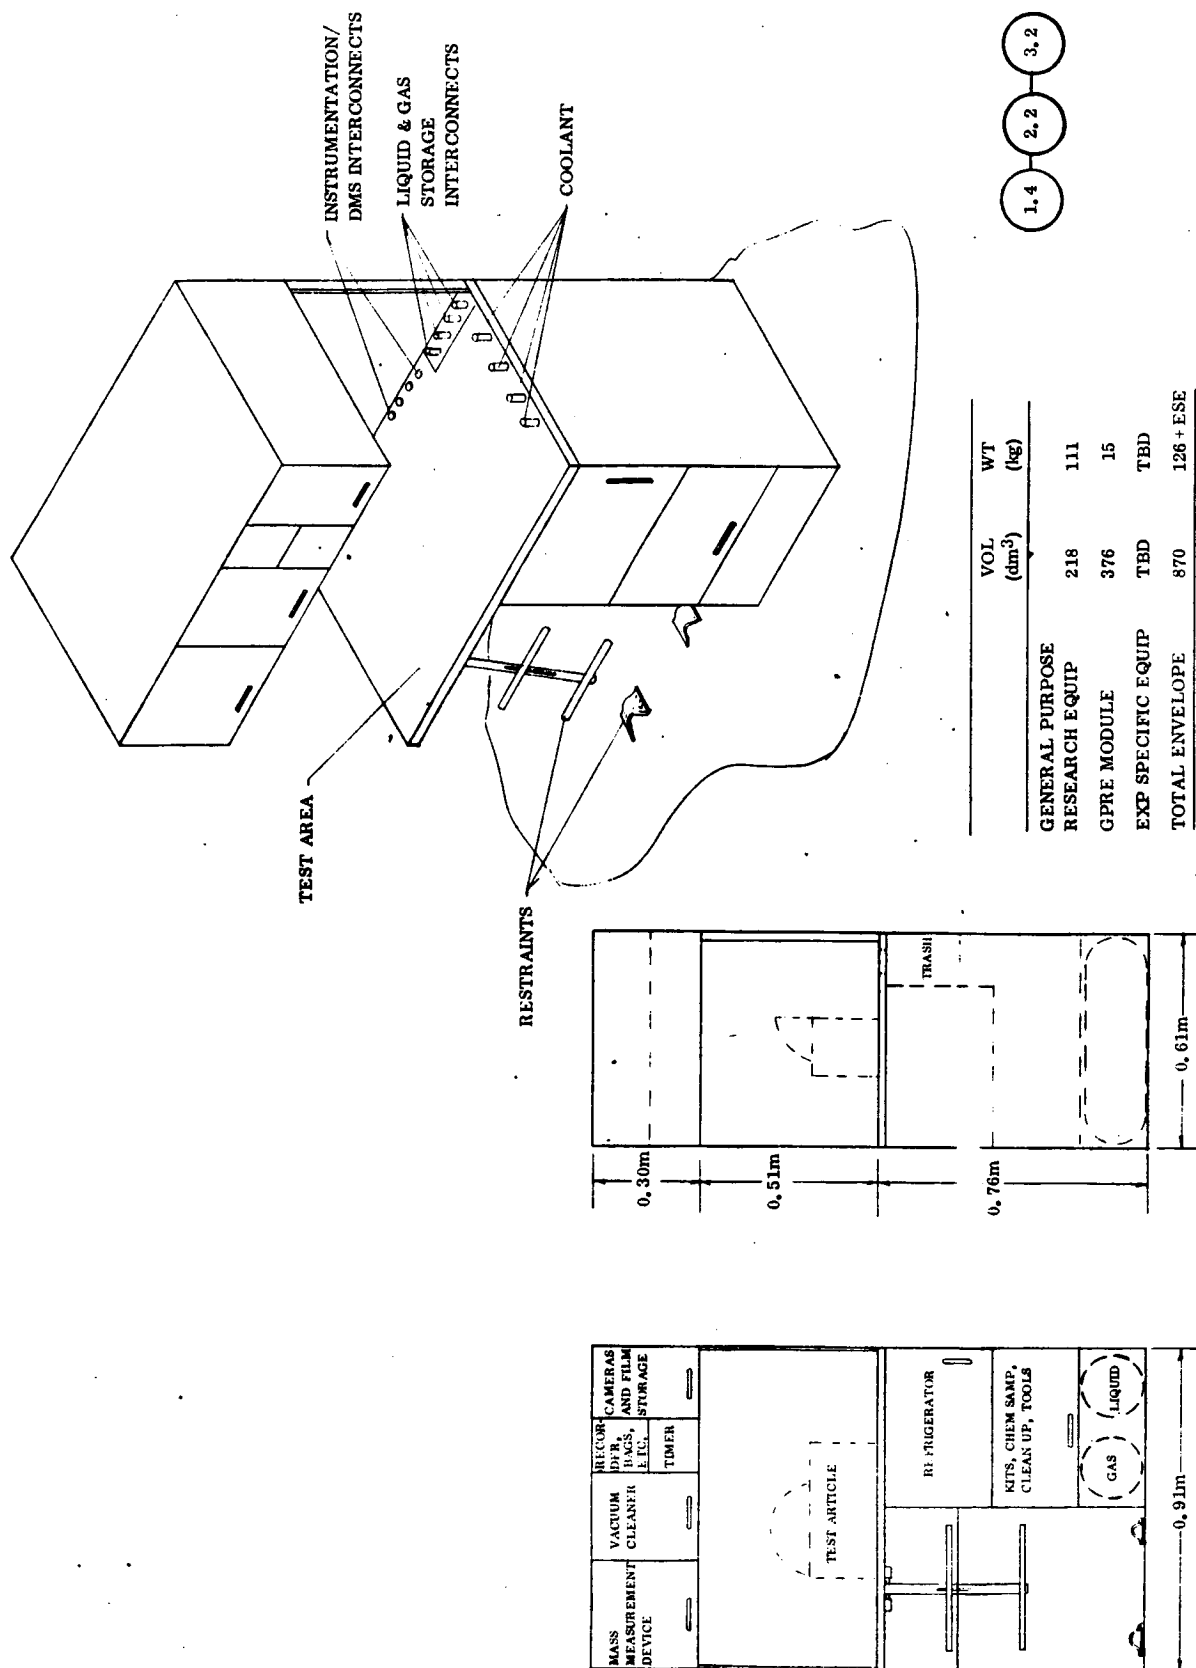 INSTRUMENTATION/
DMS INTERCONNECTS
LIQUID & GAS
STORAGE
INTERCONNECTS
COOLANT
TEST AREA
RESTRAINTS
1.4
2.2
3.2
VOL
(dm³)
WT
(kg)
GENERAL PURPOSE
RESEARCH EQUIP 218 111
GPRE MODULE 376 15
EXP SPECIFIC EQUIP TBD TBD
TOTAL ENVELOPE 870 126 + ESE
MASS
MEASUREMENT
DEVICE
VACUUM
CLEANER
RECOR-
DER,
BAGS,
ETC.
TIMER
CAMERAS
AND FILM
STORAGE
TEST ARTICLE
REFRIGERATOR
KITS, CHEM SAMP,
CLEAN UP, TOOLS
GAS
LIQUID
0.91m
0.30m
0.51m
0.76m
TRASH
0.61m